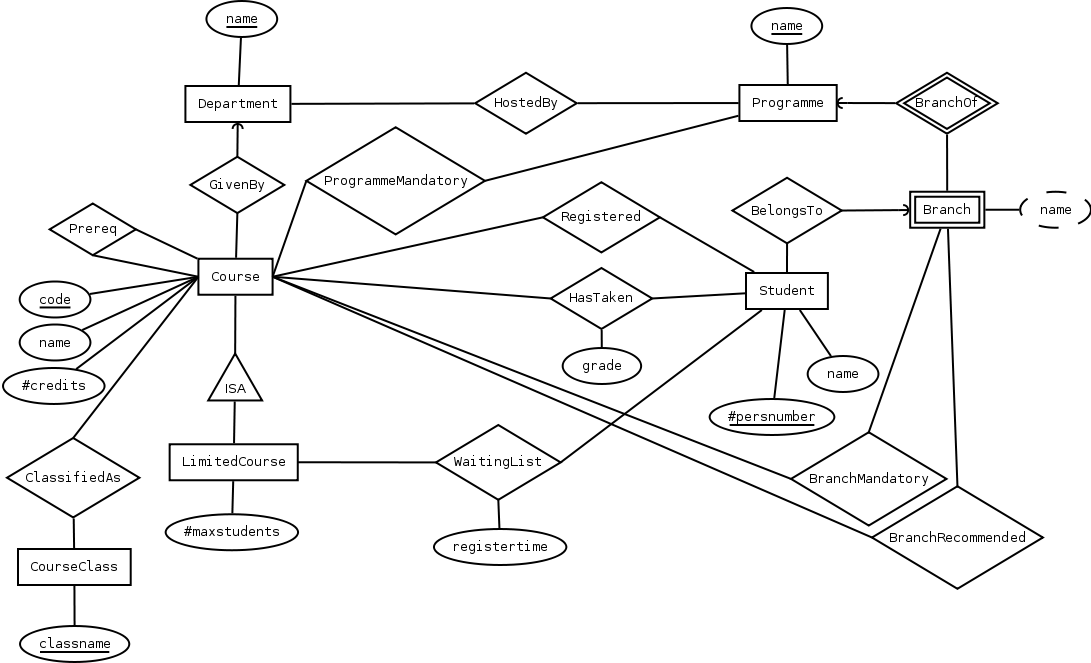 name
name
Department
HostedBy
Programme
BranchOf
ProgrammeMandatory
GivenBy
Registered
BelongsTo
Branch
name
Prereq
Course
HasTaken
Student
code
name
#credits
grade
name
ISA
#persnumber
ClassifiedAs
LimitedCourse
WaitingList
BranchMandatory
#maxstudents
registertime
BranchRecommended
CourseClass
classname